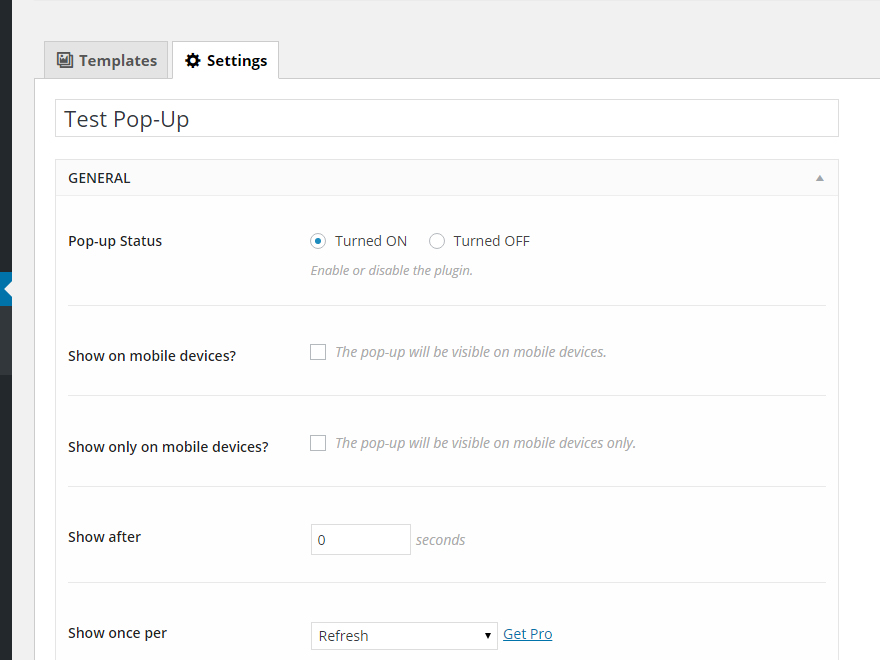 Templates
Settings
Test Pop-Up
GENERAL
Pop-up Status
Turned ON
Turned OFF
Enable or disable the plugin.
Show on mobile devices?
The pop-up will be visible on mobile devices.
Show only on mobile devices?
The pop-up will be visible on mobile devices only.
Show after
0
seconds
Show once per
Refresh
Get Pro